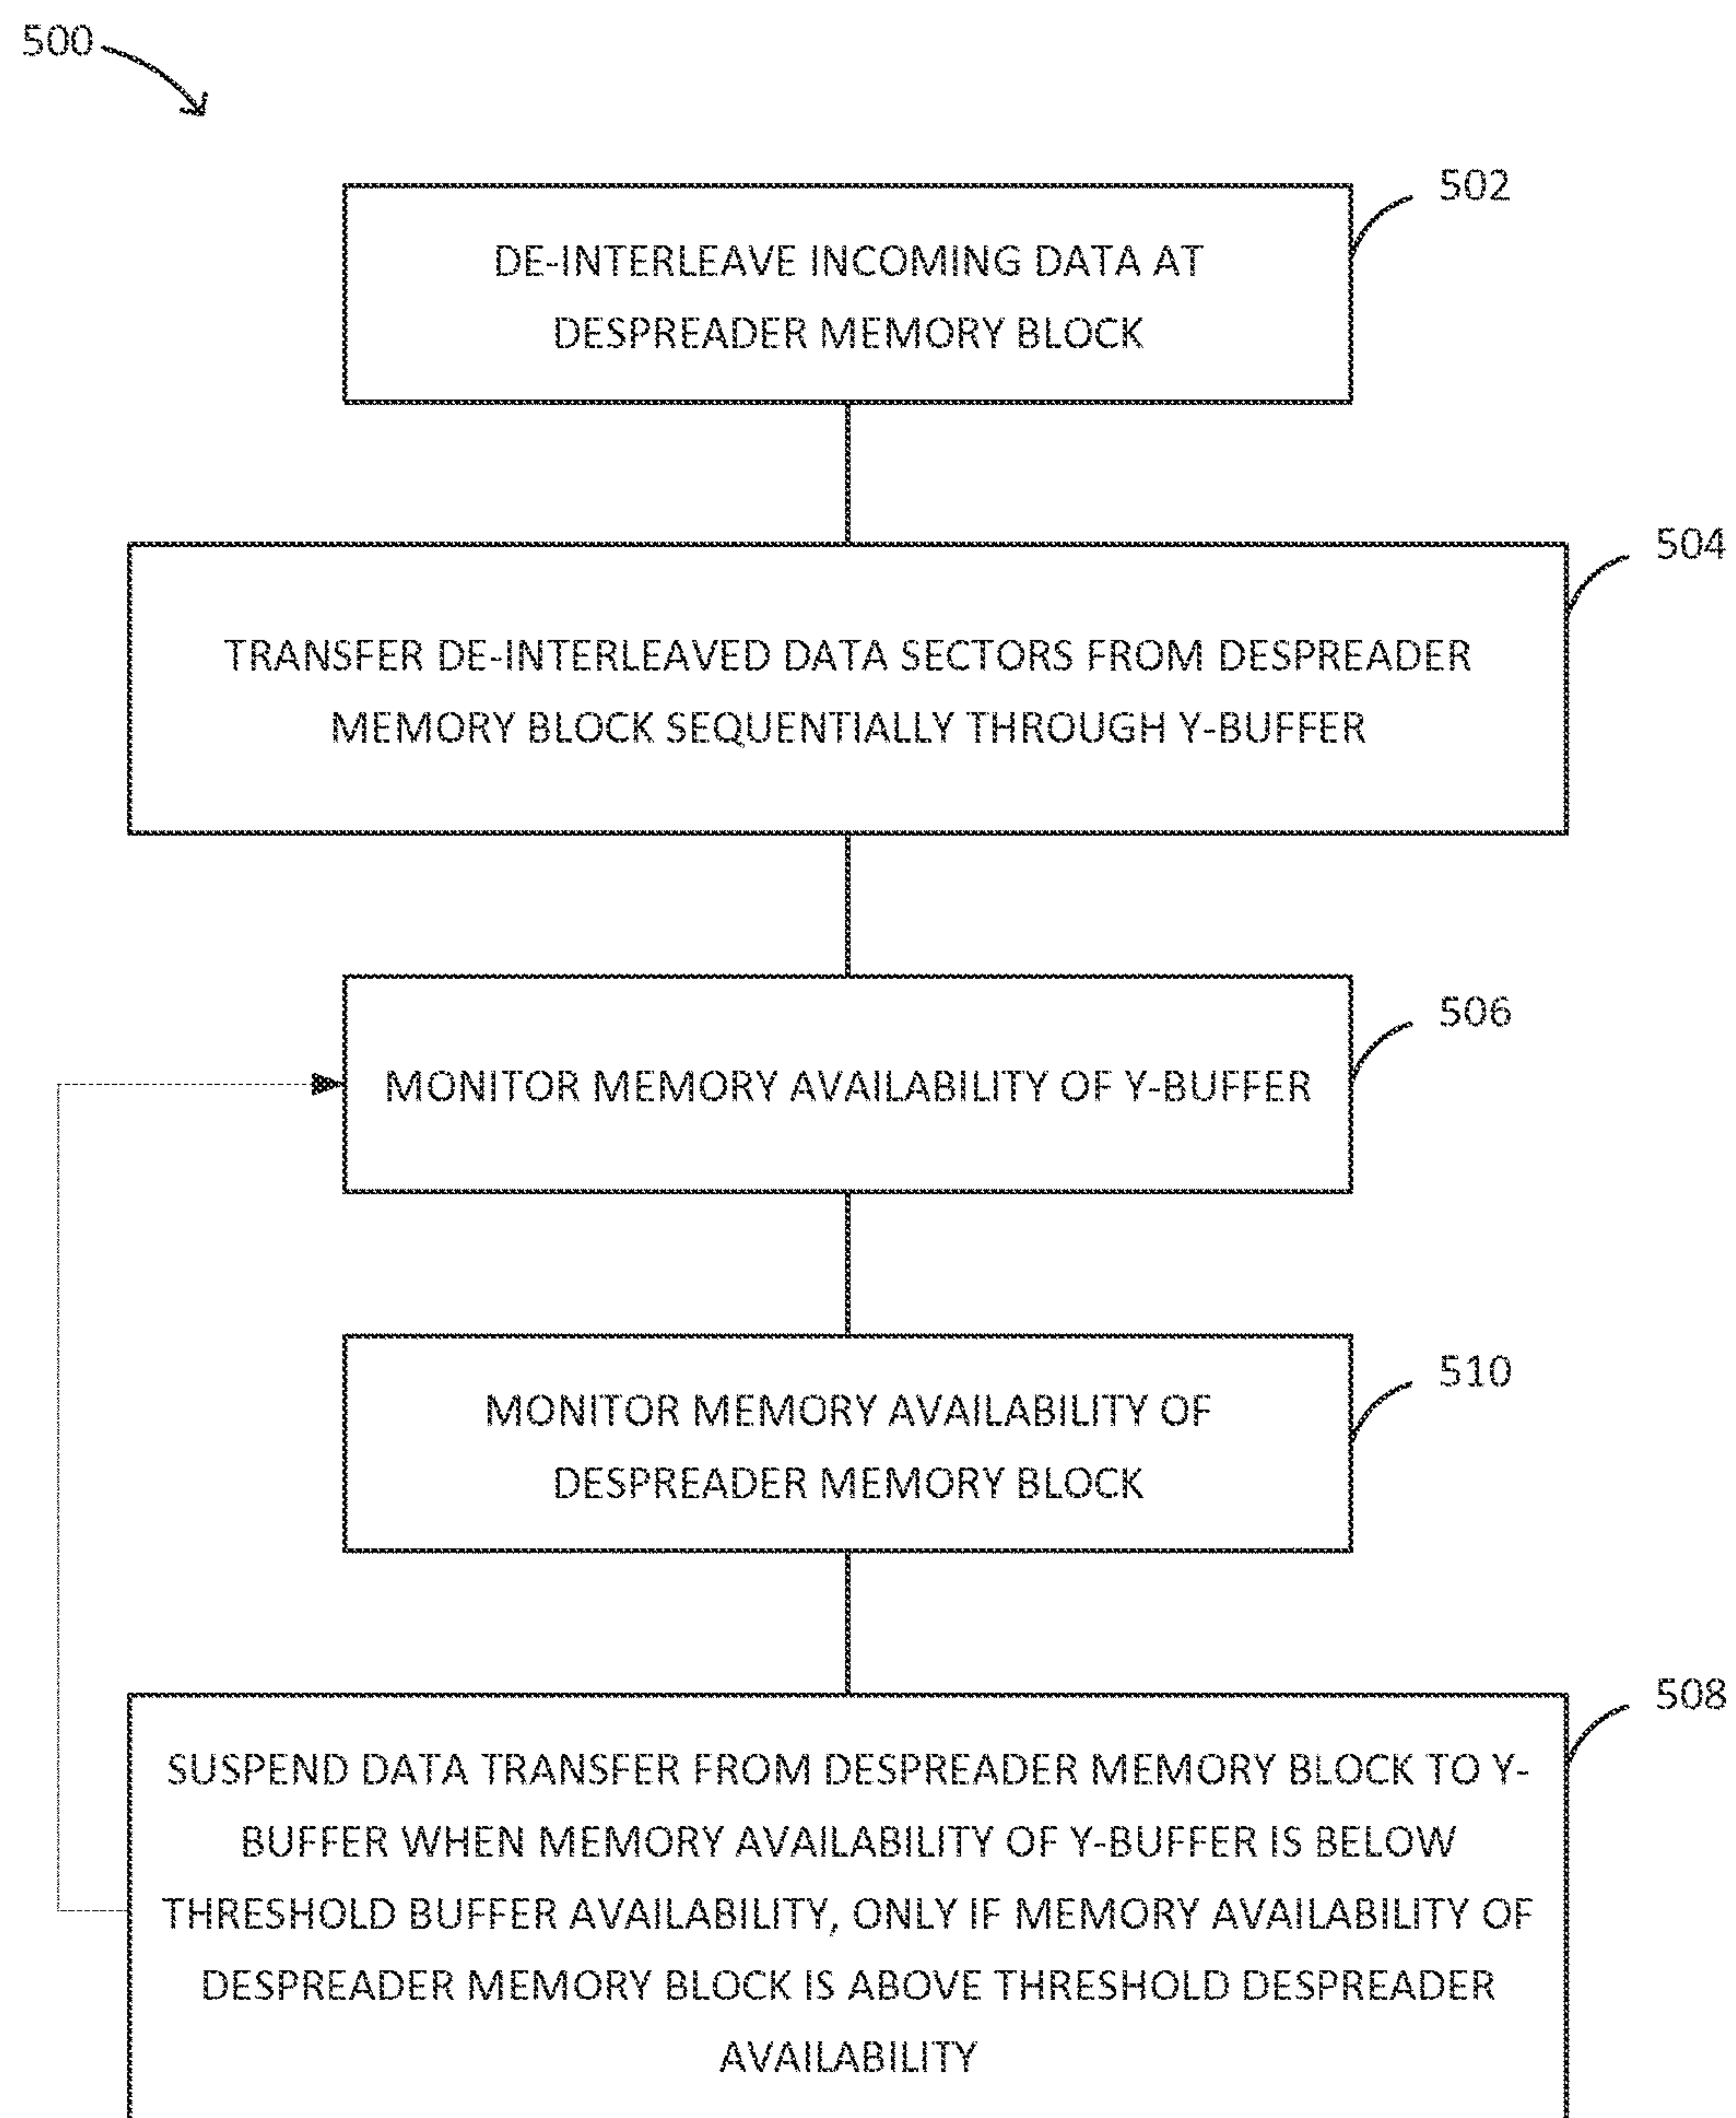 500
502
DE-INTERLEAVE INCOMING DATA AT
DESPREADER MEMORY BLOCK
504
TRANSFER DE-INTERLEAVED DATA SECTORS FROM DESPREADER
MEMORY BLOCK SEQUENTIALLY THROUGH Y-BUFFER
506
MONITOR MEMORY AVAILABILITY OF Y-BUFFER
510
MONITOR MEMORY AVAILABILITY OF
DESPREADER MEMORY BLOCK
508
SUSPEND DATA TRANSFER FROM DESPREADER MEMORY BLOCK TO Y-
BUFFER WHEN MEMORY AVAILABILITY OF Y-BUFFER IS BELOW
THRESHOLD BUFFER AVAILABILITY, ONLY IF MEMORY AVAILABILITY OF
DESPREADER MEMORY BLOCK IS ABOVE THRESHOLD DESPREADER
AVAILABILITY